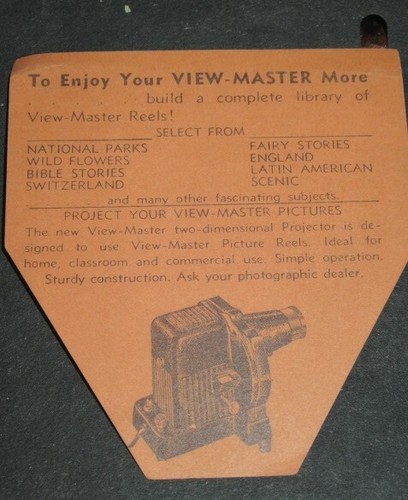 To Enjoy Your VIEW-MASTER More
. . . . . . . . build a complete library of
View-Master Reels!
SELECT FROM
NATIONAL PARKS FAIRY STORIES
WILD FLOWERS ENGLAND
BIBLE STORIES LATIN AMERICAN
SWITZERLAND SCENIC
and many other fascinating subjects.
PROJECT YOUR VIEW-MASTER PICTURES
The new View-Master two-dimensional Projector is de-
signed to use View-Master Picture Reels. Ideal for
home, classroom and commercial use. Simple operation.
Sturdy construction. Ask your photographic dealer.